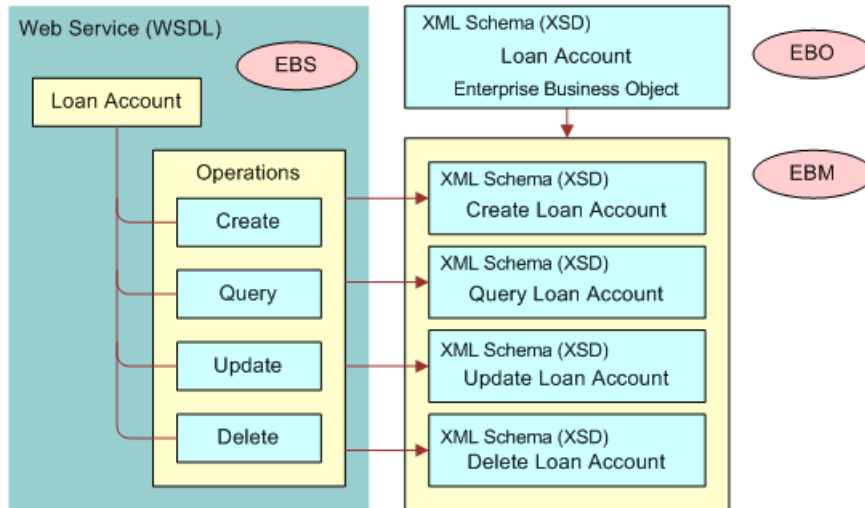 Web Service (WSDL)
EBS
Loan Account
Operations
Create
Query
Update
Delete
XML Schema (XSD)
Loan Account
Enterprise Business Object
EBO
EBM
XML Schema (XSD)
Create Loan Account
XML Schema (XSD)
Query Loan Account
XML Schema (XSD)
Update Loan Account
XML Schema (XSD)
Delete Loan Account